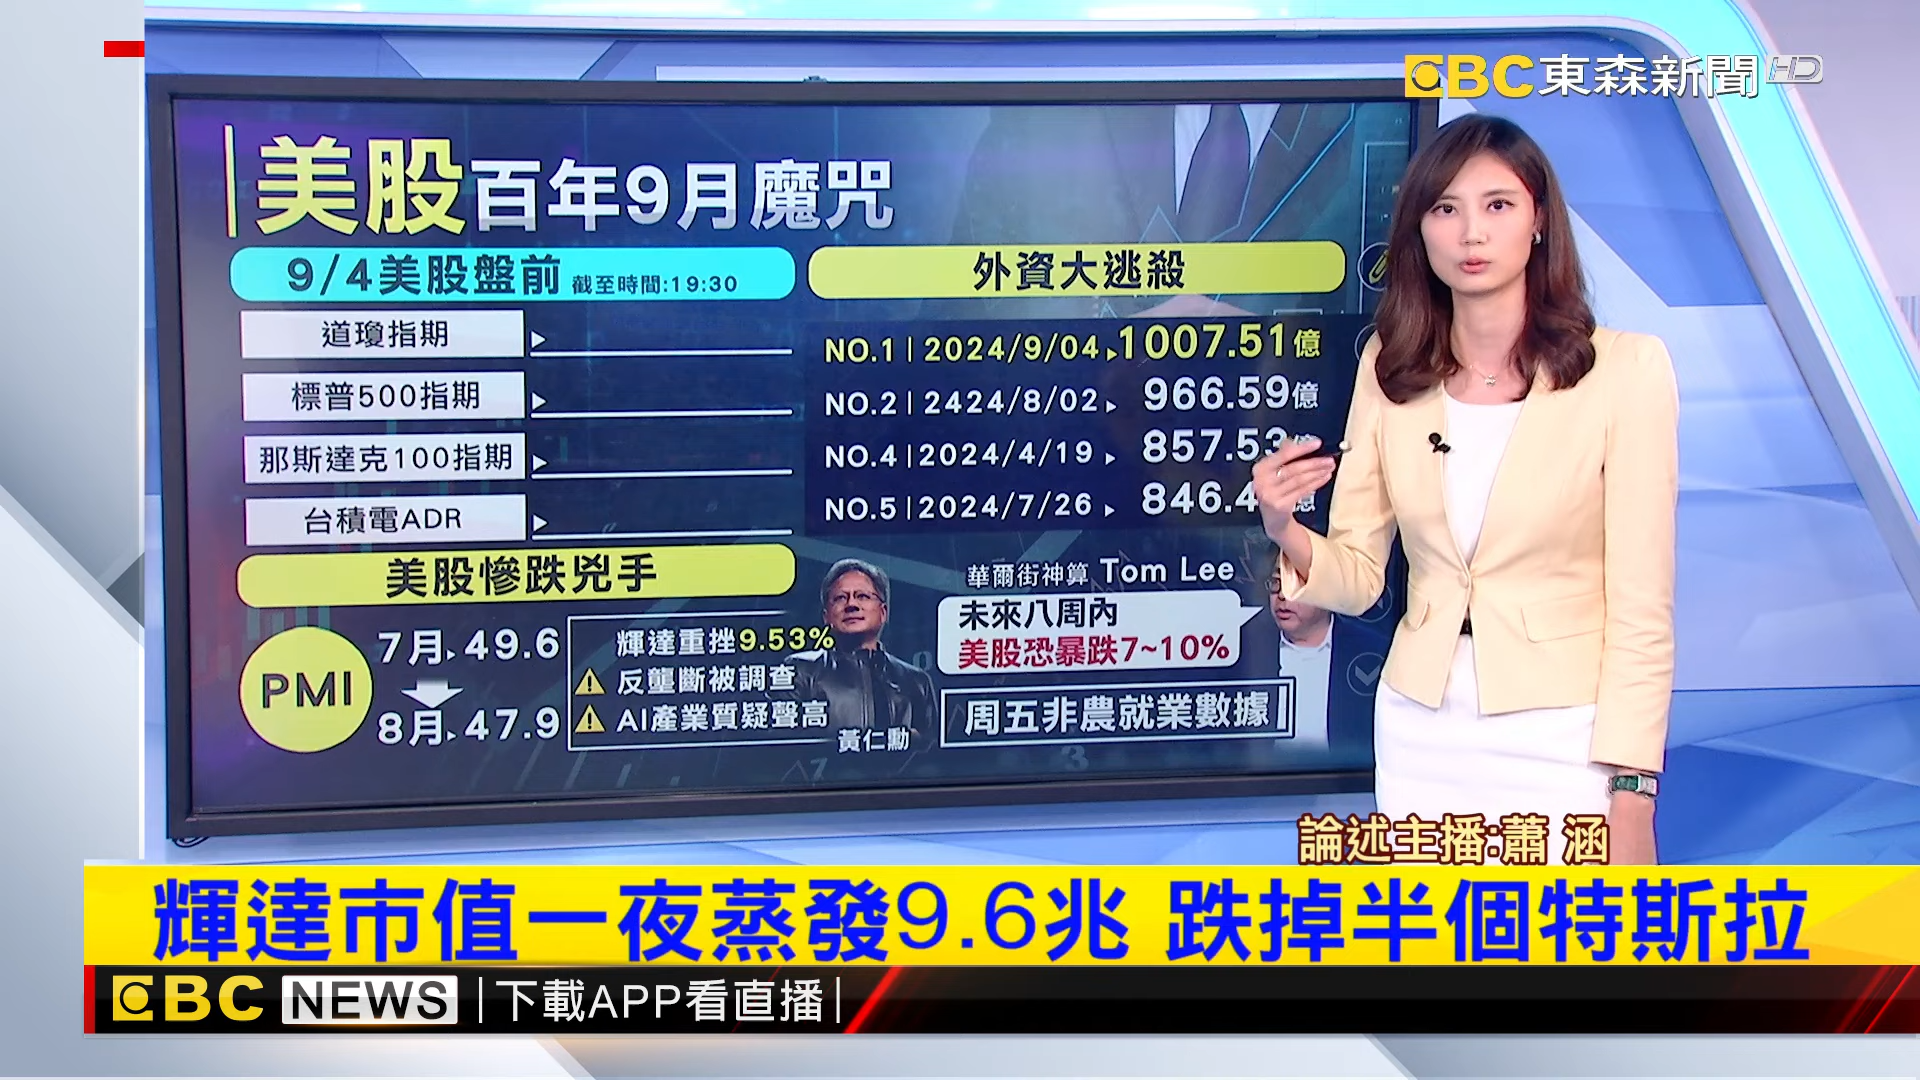 EBC東森新聞HD
美股百年9月魔咒
9/4美股盤前 截至時間:19:30
道瓊指期
標普500指期
那斯達克100指期
台積電ADR
外資大逃殺
NO.1 | 2024/9/04 1007.51億
NO.2 | 2424/8/02 966.59億
NO.4 | 2024/4/19 857.53億
NO.5 | 2024/7/26 846.4
美股慘跌兇手
PMI
7月 49.6
8月 47.9
輝達重挫9.53%
反壟斷被調查
AI產業質疑聲高
黃仁勳
華爾街神算 Tom Lee
未來八周內
美股恐暴跌7~10%
周五非農就業數據
論述主播:蕭 涵
輝達市值一夜蒸發9.6兆 跌掉半個特斯拉
EBC NEWS |下載APP看直播|